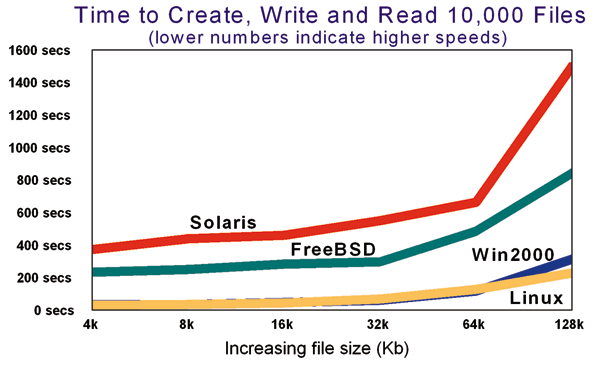 Time to Create, Write and Read 10,000 Files
(lower numbers indicate higher speeds)
1600 secs
1400 secs
1200 secs
1000 secs
800 secs
600 secs
400 secs
200 secs
0 secs
Solaris
FreeBSD
Win2000
Linux
4k 8k 16k 32k 64k 128k
Increasing file size (Kb)